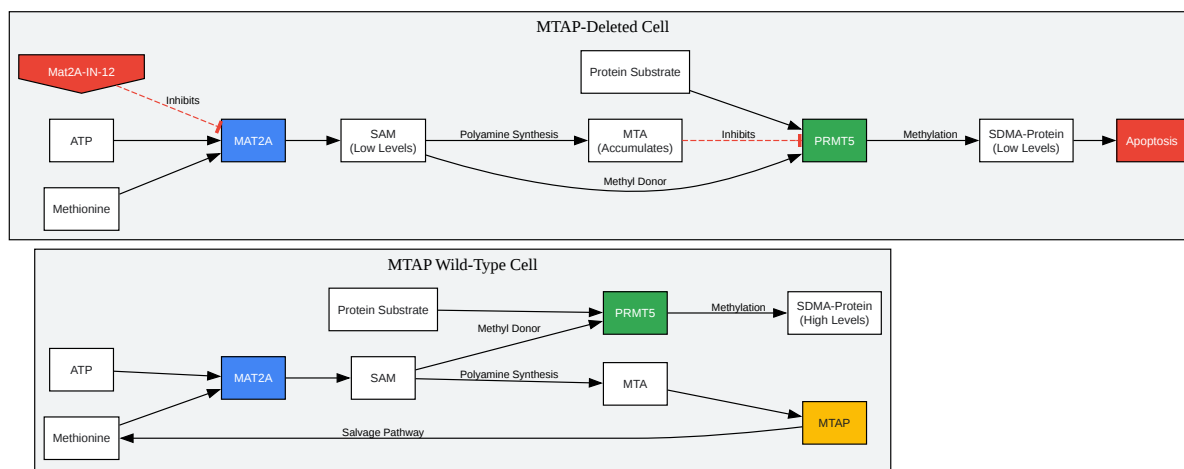 MTAP-Deleted Cell
Mat2A-IN-12
Inhibits
Protein Substrate
ATP
MAT2A
SAM
(Low Levels)
Polyamine Synthesis
MTA
(Accumulates)
Inhibits
PRMT5
Methylation
SDMA-Protein
(Low Levels)
Apoptosis
Methyl Donor
Methionine
MTAP Wild-Type Cell
Protein Substrate
PRMT5
Methylation
SDMA-Protein
(High Levels)
Methyl Donor
ATP
MAT2A
SAM
Polyamine Synthesis
MTA
Methionine
Salvage Pathway
MTAP